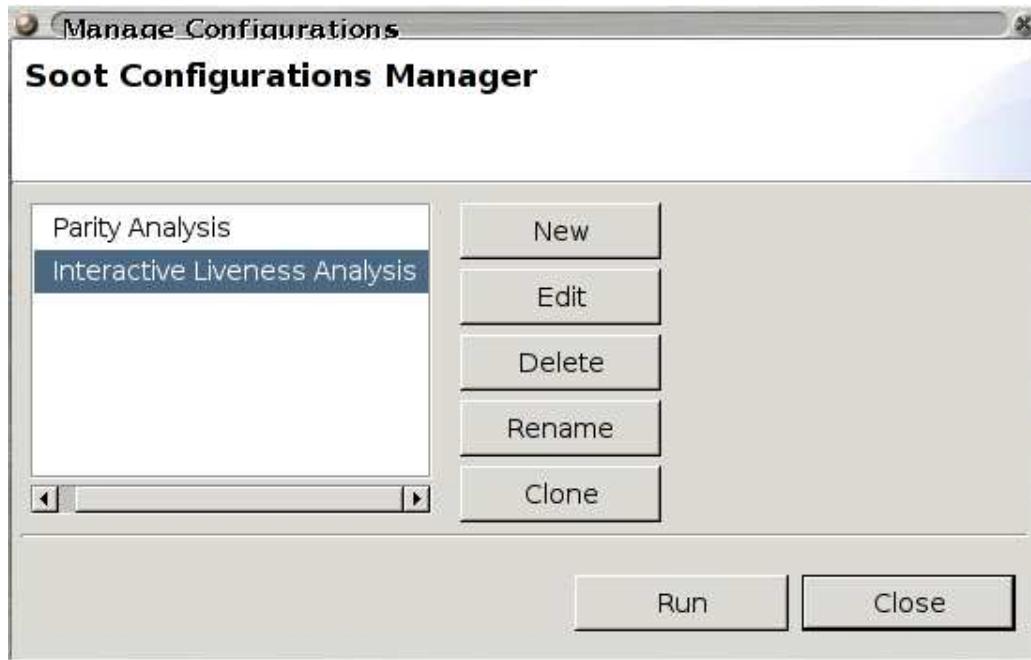 Manage Configurations
Soot Configurations Manager
Parity Analysis
Interactive Liveness Analysis
New
Edit
Delete
Rename
Clone
Run
Close